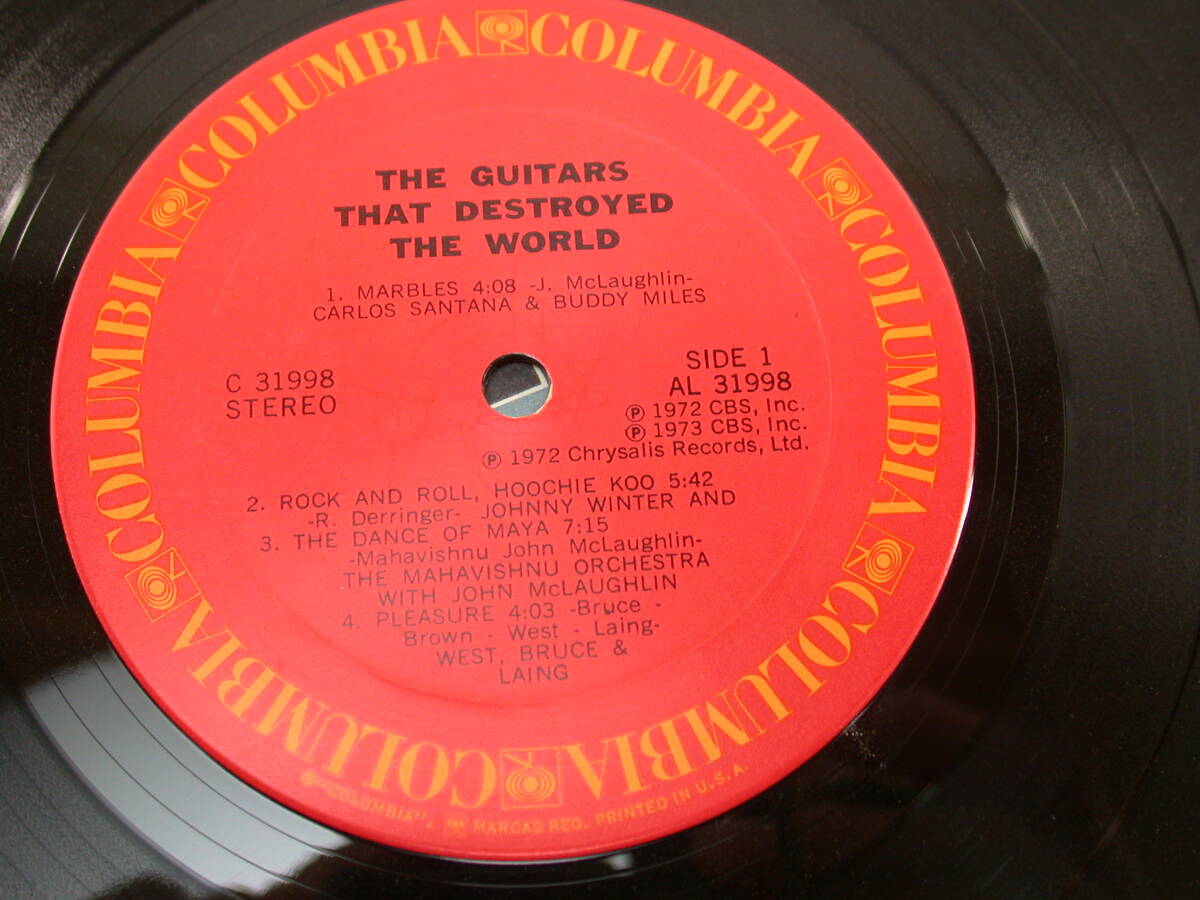 COLUMBIA COLUMBIA COLUMBIA COLUMBIA COLUMBIA COLUMBIA
THE GUITARS
THAT DESTROYED
THE WORLD
1. MARBLES 4:08 -J. McLaughlin-
CARLOS SANTANA & BUDDY MILES
C 31998
STEREO
SIDE 1
AL 31998
℗ 1972 CBS, Inc.
℗ 1973 CBS, Inc.
℗ 1972 Chrysalis Records, Ltd.
2. ROCK AND ROLL, HOOCHIE KOO 5:42
-R. Derringer- JOHNNY WINTER AND
3. THE DANCE OF MAYA 7:15
-Mahavishnu John McLaughlin-
THE MAHAVISHNU ORCHESTRA
WITH JOHN McLAUGHLIN
4. PLEASURE 4:03 -Bruce -
Brown - West - Laing-
WEST, BRUCE &
LAING
® "COLUMBIA", MARCAS REG. PRINTED IN U.S.A.